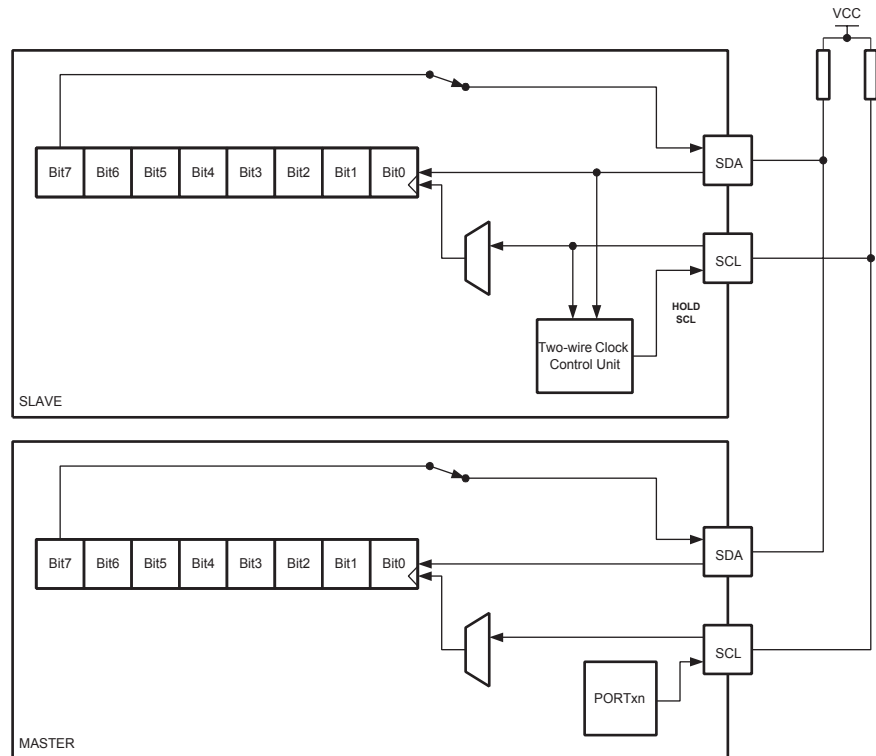 VCC
Bit7 Bit6 Bit5 Bit4 Bit3 Bit2 Bit1 Bit0
SDA
SCL
HOLD
SCL
Two-wire Clock
Control Unit
SLAVE
Bit7 Bit6 Bit5 Bit4 Bit3 Bit2 Bit1 Bit0
SDA
SCL
PORTxn
MASTER